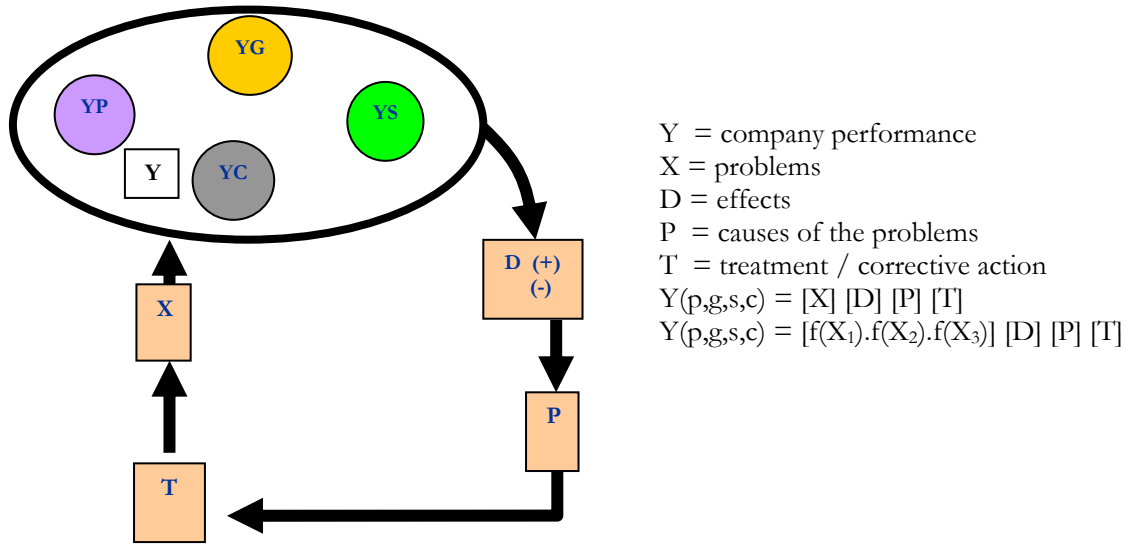 YG
YP
YS
Y
YC
D (+)
(-)
X
P
T
Y = company performance
X = problems
D = effects
P = causes of the problems
T = treatment / corrective action
Y(p,g,s,c) = [X] [D] [P] [T]
Y(p,g,s,c) = [f(X₁).f(X₂).f(X₃)] [D] [P] [T]